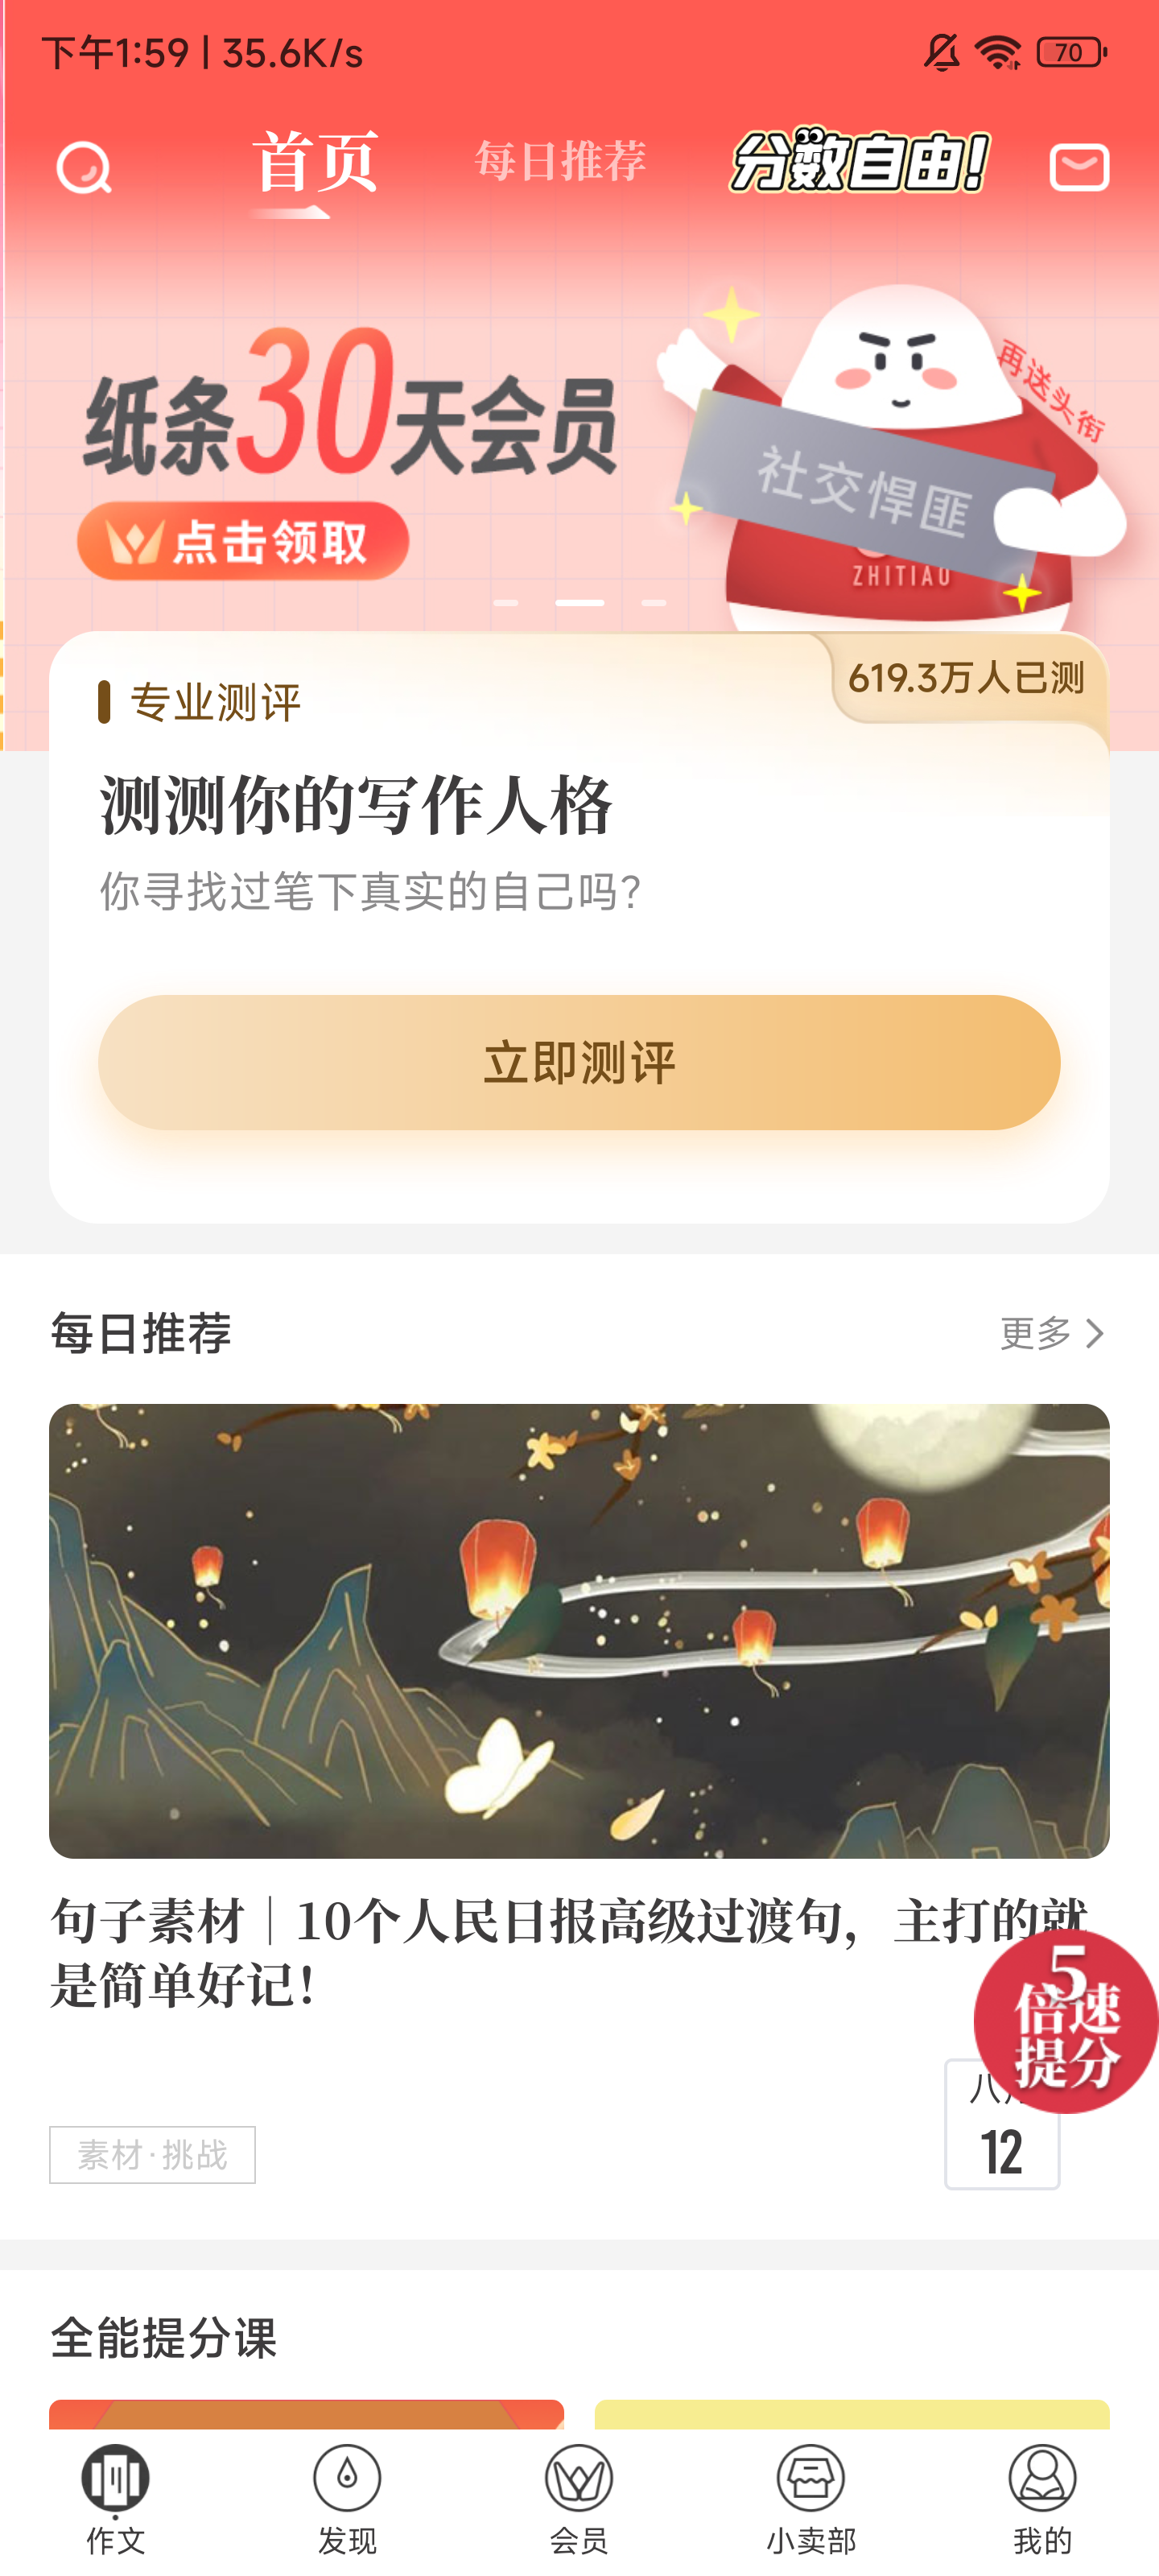 下午1:59 | 35.6K/s
70
首页
每日推荐
分数自由!
纸条30天会员
点击领取
再送头衔
社交悍匪
ZHITIAO
专业测评
619.3万人已测
测测你的写作人格
你寻找过笔下真实的自己吗?
立即测评
每日推荐
更多
句子素材｜10个人民日报高级过渡句，主打的就
是简单好记！
5
倍速
提分
八
12
素材·挑战
全能提分课
作文
发现
会员
小卖部
我的